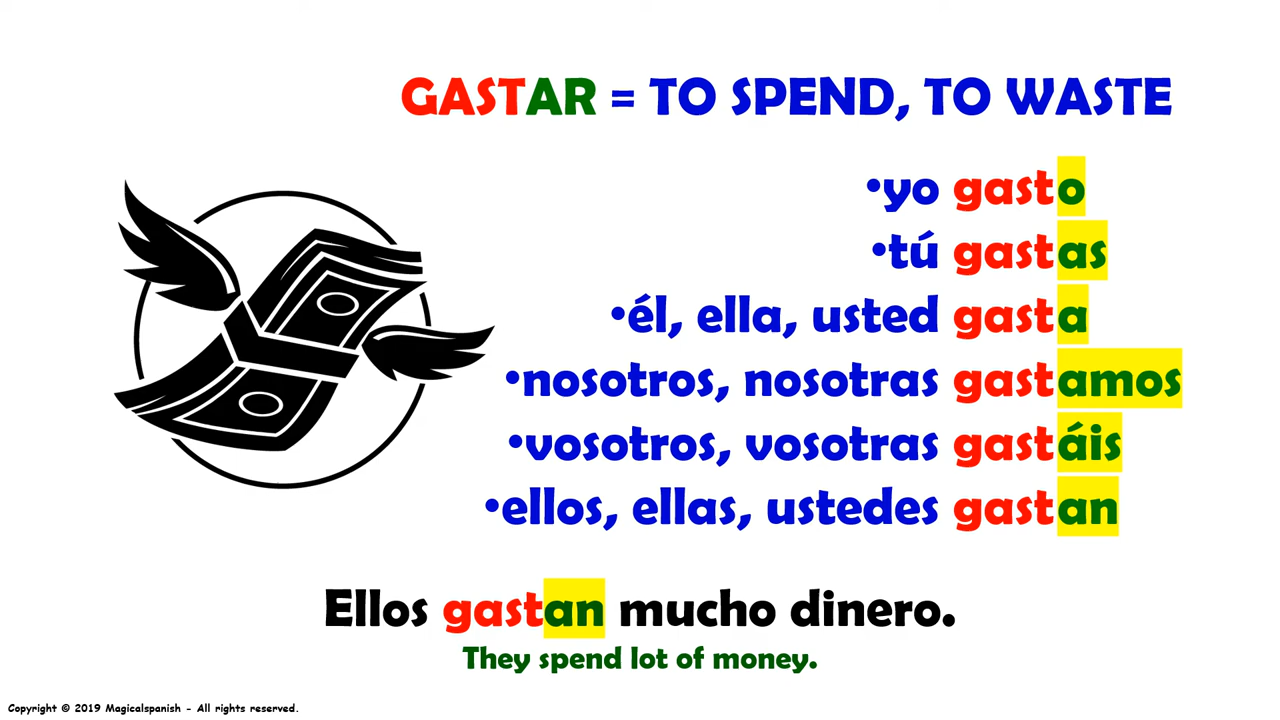 GASTAR = TO SPEND, TO WASTE
•yo gasto
•tú gastas
•él, ella, usted gasta
•nosotros, nosotras gastamos
•vosotros, vosotras gastáis
•ellos, ellas, ustedes gastan
Ellos gastan mucho dinero.
They spend lot of money.
Copyright © 2019 Magicalspanish - All rights reserved.